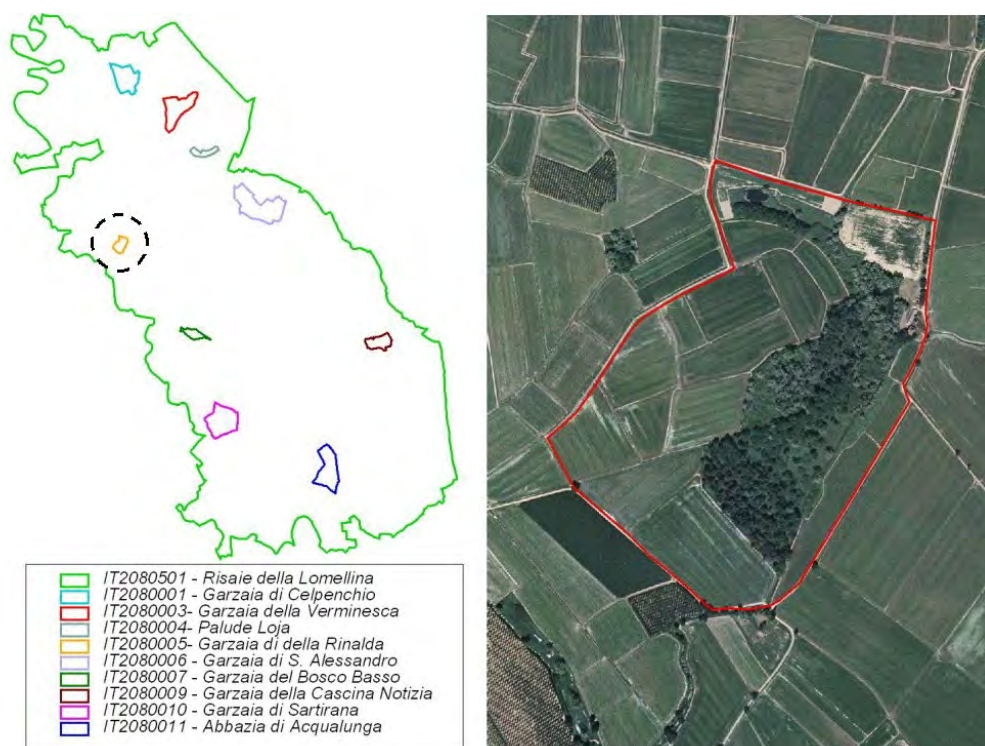 IT2080501 - Risaie della Lomellina
IT2080001 - Garzaia di Celpenchio
IT2080003- Garzaia della Verminesca
IT2080004- Palude Loja
IT2080005- Garzaia di della Rinalda
IT2080006 - Garzaia di S. Alessandro
IT2080007 - Garzaia del Bosco Basso
IT2080009 - Garzaia della Cascina Notizia
IT2080010 - Garzaia di Sartirana
IT2080011 - Abbazia di Acqualunga